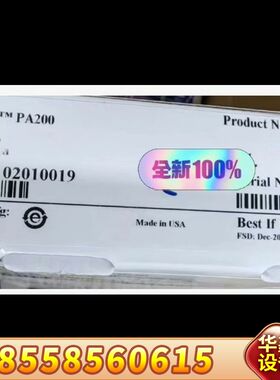 ™ PA200
Product N
全新100%
02010019
rial N
Made in USA
Best If
FSD: Dec-20
8558560615
华
设